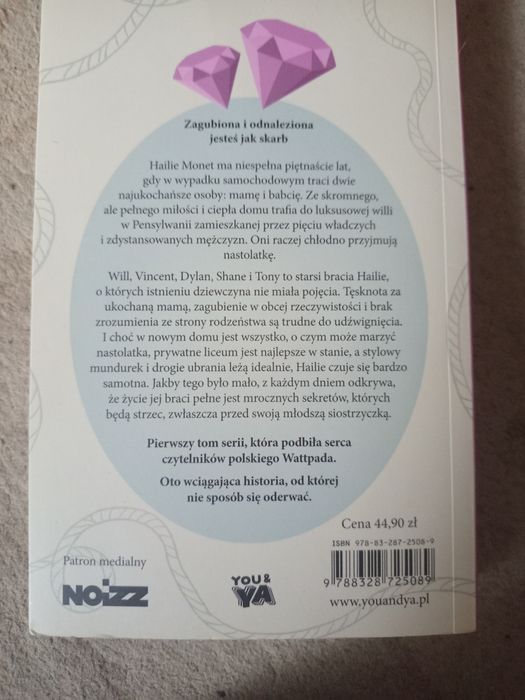 Zagubiona i odnaleziona
jesteś jak skarb
Hailie Monet ma niespełna piętnaście lat,
gdy w wypadku samochodowym traci dwie
najukochańsze osoby: mamę i babcię. Ze skromnego,
ale pełnego miłości i ciepła domu trafia do luksusowej willi
w Pensylwanii zamieszkanej przez pięciu władczych
i zdystansowanych mężczyzn. Oni raczej chłodno przyjmują
nastolatkę.
Will, Vincent, Dylan, Shane i Tony to starsi bracia Hailie,
o których istnieniu dziewczyna nie miała pojęcia. Tęsknota za
ukochaną mamą, zagubienie w obcej rzeczywistości i brak
zrozumienia ze strony rodzeństwa są trudne do udźwignięcia.
I choć w nowym domu jest wszystko, o czym może marzyć
nastolatka, prywatne liceum jest najlepsze w stanie, a stylowy
mundurek i drogie ubrania leżą idealnie, Hailie czuje się bardzo
samotna. Jakby tego było mało, z każdym dniem odkrywa,
że życie jej braci pełne jest mrocznych sekretów, których
będą strzec, zwłaszcza przed swoją młodszą siostrzyczką.
Pierwszy tom serii, która podbiła serca
czytelników polskiego Wattpada.
Oto wciągająca historia, od której
nie sposób się oderwać.
Cena 44,90 zł
ISBN 978-83-287-2508-9
9 788328 725089
www.youandya.pl
Patron medialny
NOIZZ
YOU &
YA